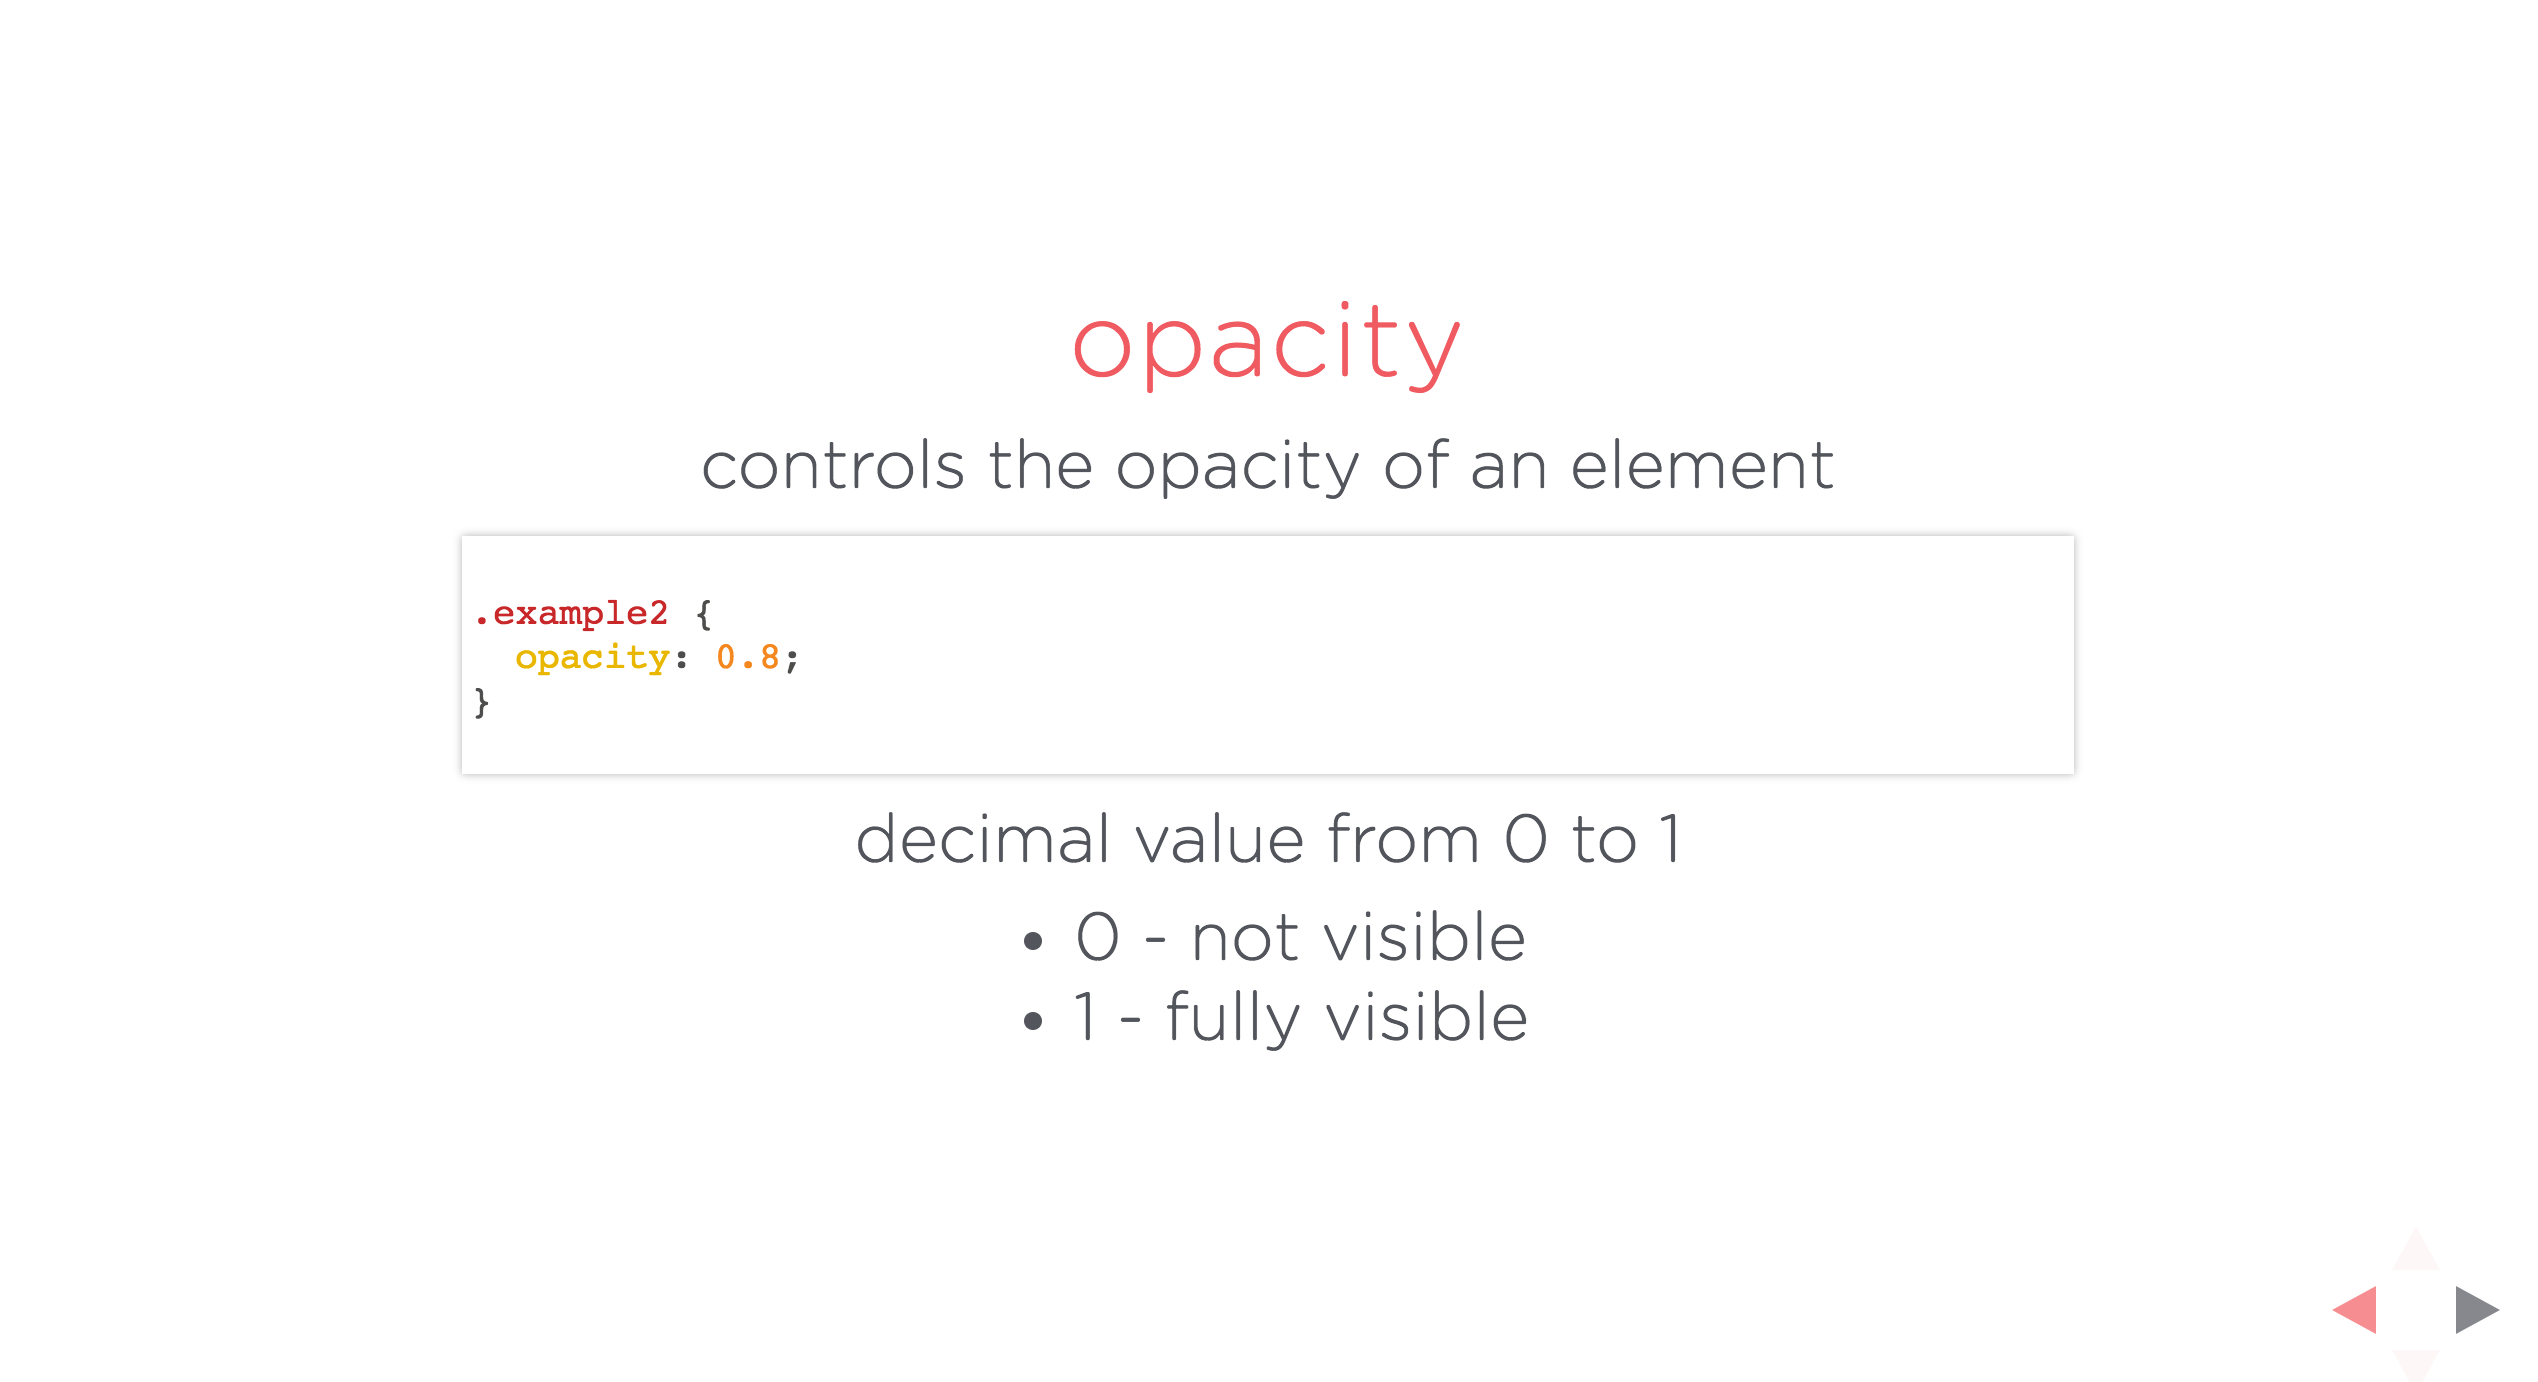 opacity
controls the opacity of an element
.example2 {
  opacity: 0.8;
}
decimal value from 0 to 1
• 0 - not visible
• 1 - fully visible